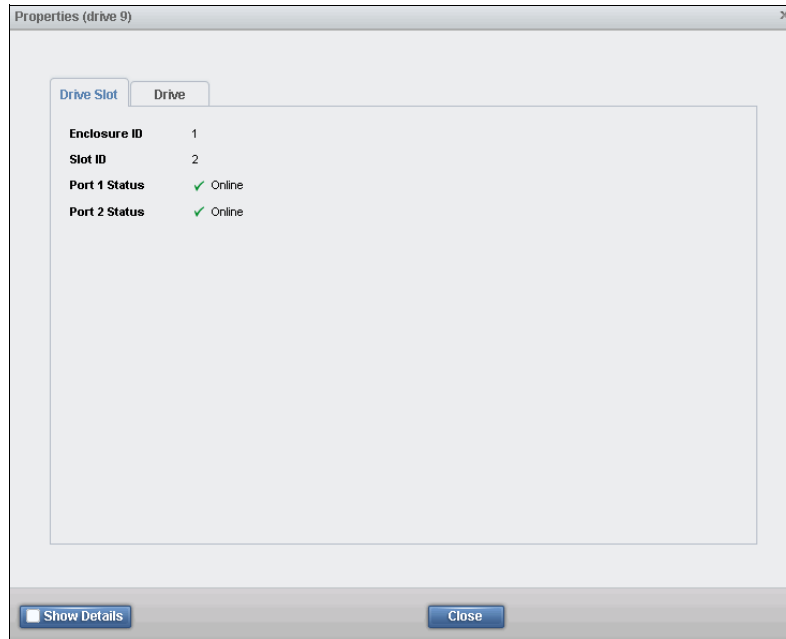 Properties (drive 9)
Drive Slot Drive
Enclosure ID 1
Slot ID 2
Port 1 Status Online
Port 2 Status Online
Show Details Close